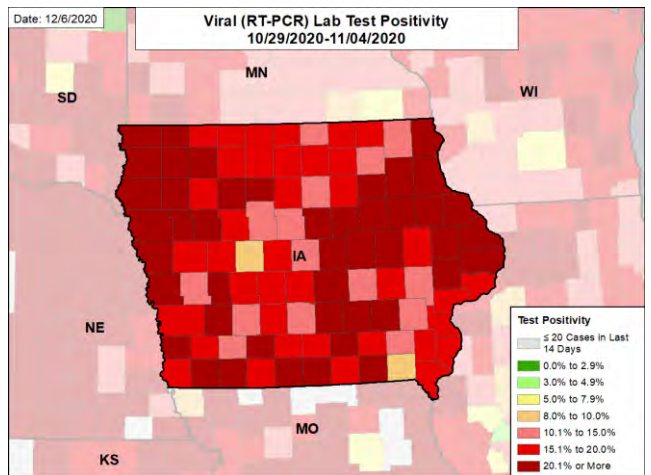 Date: 12/6/2020
Viral (RT-PCR) Lab Test Positivity
10/29/2020-11/04/2020
MN
SD
WI
IA
NE
MO
KS
Test Positivity
≤ 20 Cases in Last
14 Days
0.0% to 2.9%
3.0% to 4.9%
5.0% to 7.9%
8.0% to 10.0%
10.1% to 15.0%
15.1% to 20.0%
20.1% or More